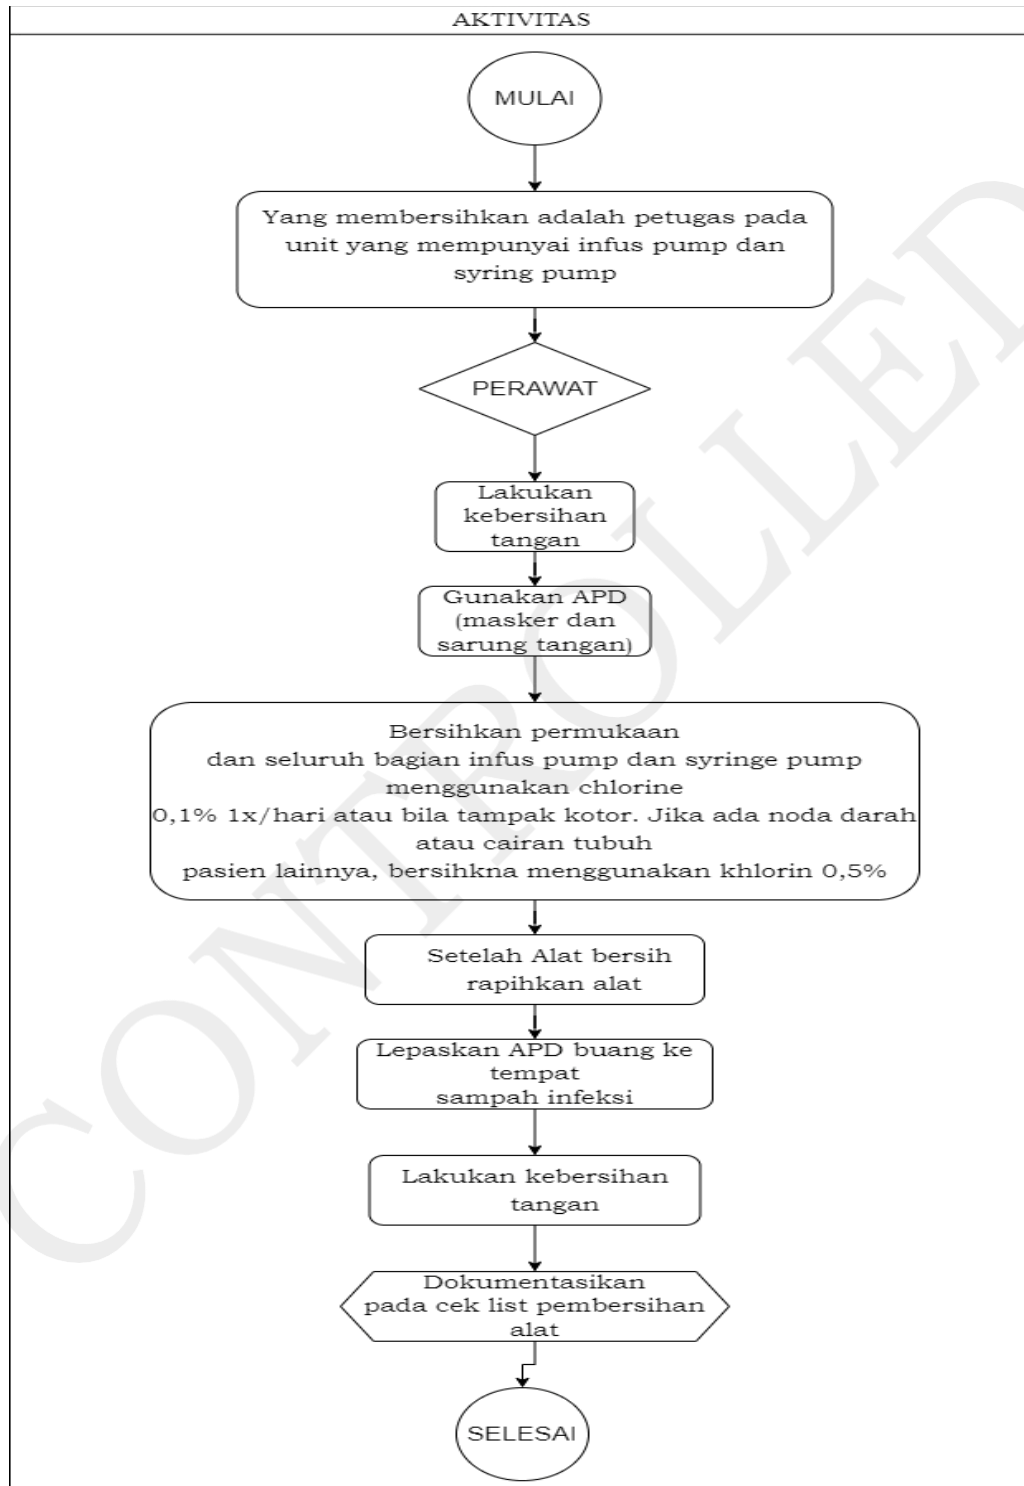 AKTIVITAS
MULAI
Yang membersihkan adalah petugas pada
unit yang mempunyai infus pump dan
syring pump
PERAWAT
Lakukan
kebersihan
tangan
Gunakan APD
(masker dan
sarung tangan)
Bersihkan permukaan
dan seluruh bagian infus pump dan syringe pump
menggunakan chlorine
0,1% 1x/hari atau bila tampak kotor. Jika ada noda darah
atau cairan tubuh
pasien lainnya, bersihkna menggunakan khlorin 0,5%
Setelah Alat bersih
rapihkan alat
Lepaskan APD buang ke
tempat
sampah infeksi
Lakukan kebersihan
tangan
Dokumentasikan
pada cek list pembersihan
alat
SELESAI
CONTROLLED